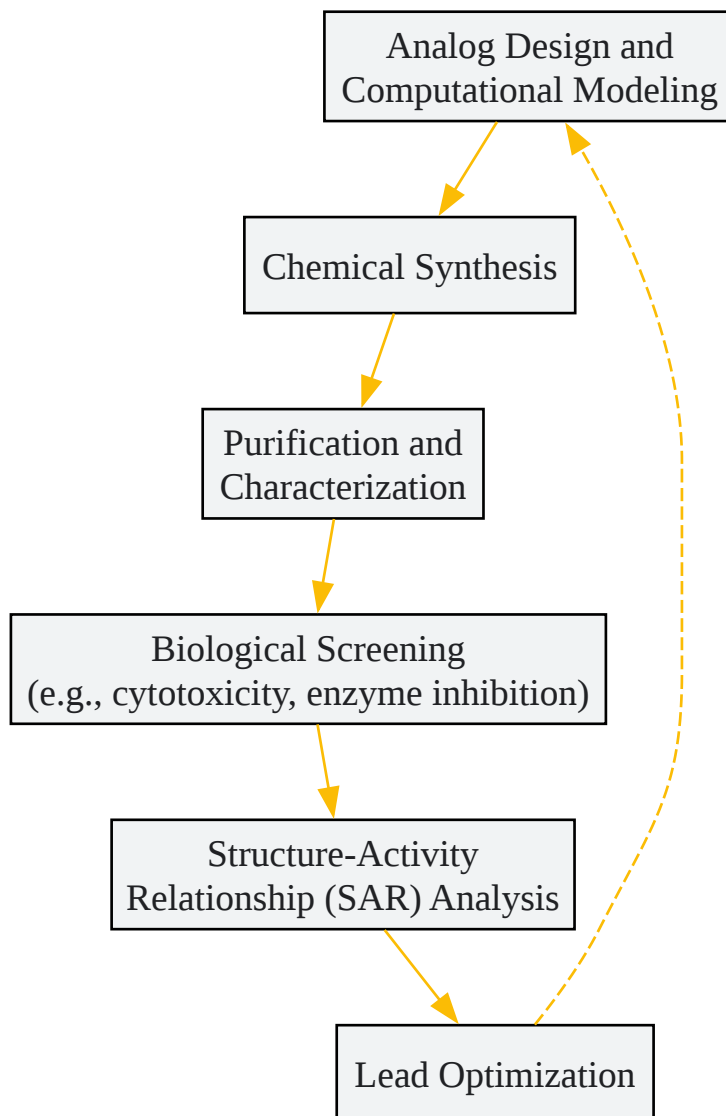 Analog Design and
Computational Modeling
Chemical Synthesis
Purification and
Characterization
Biological Screening
(e.g., cytotoxicity, enzyme inhibition)
Structure-Activity
Relationship (SAR) Analysis
Lead Optimization